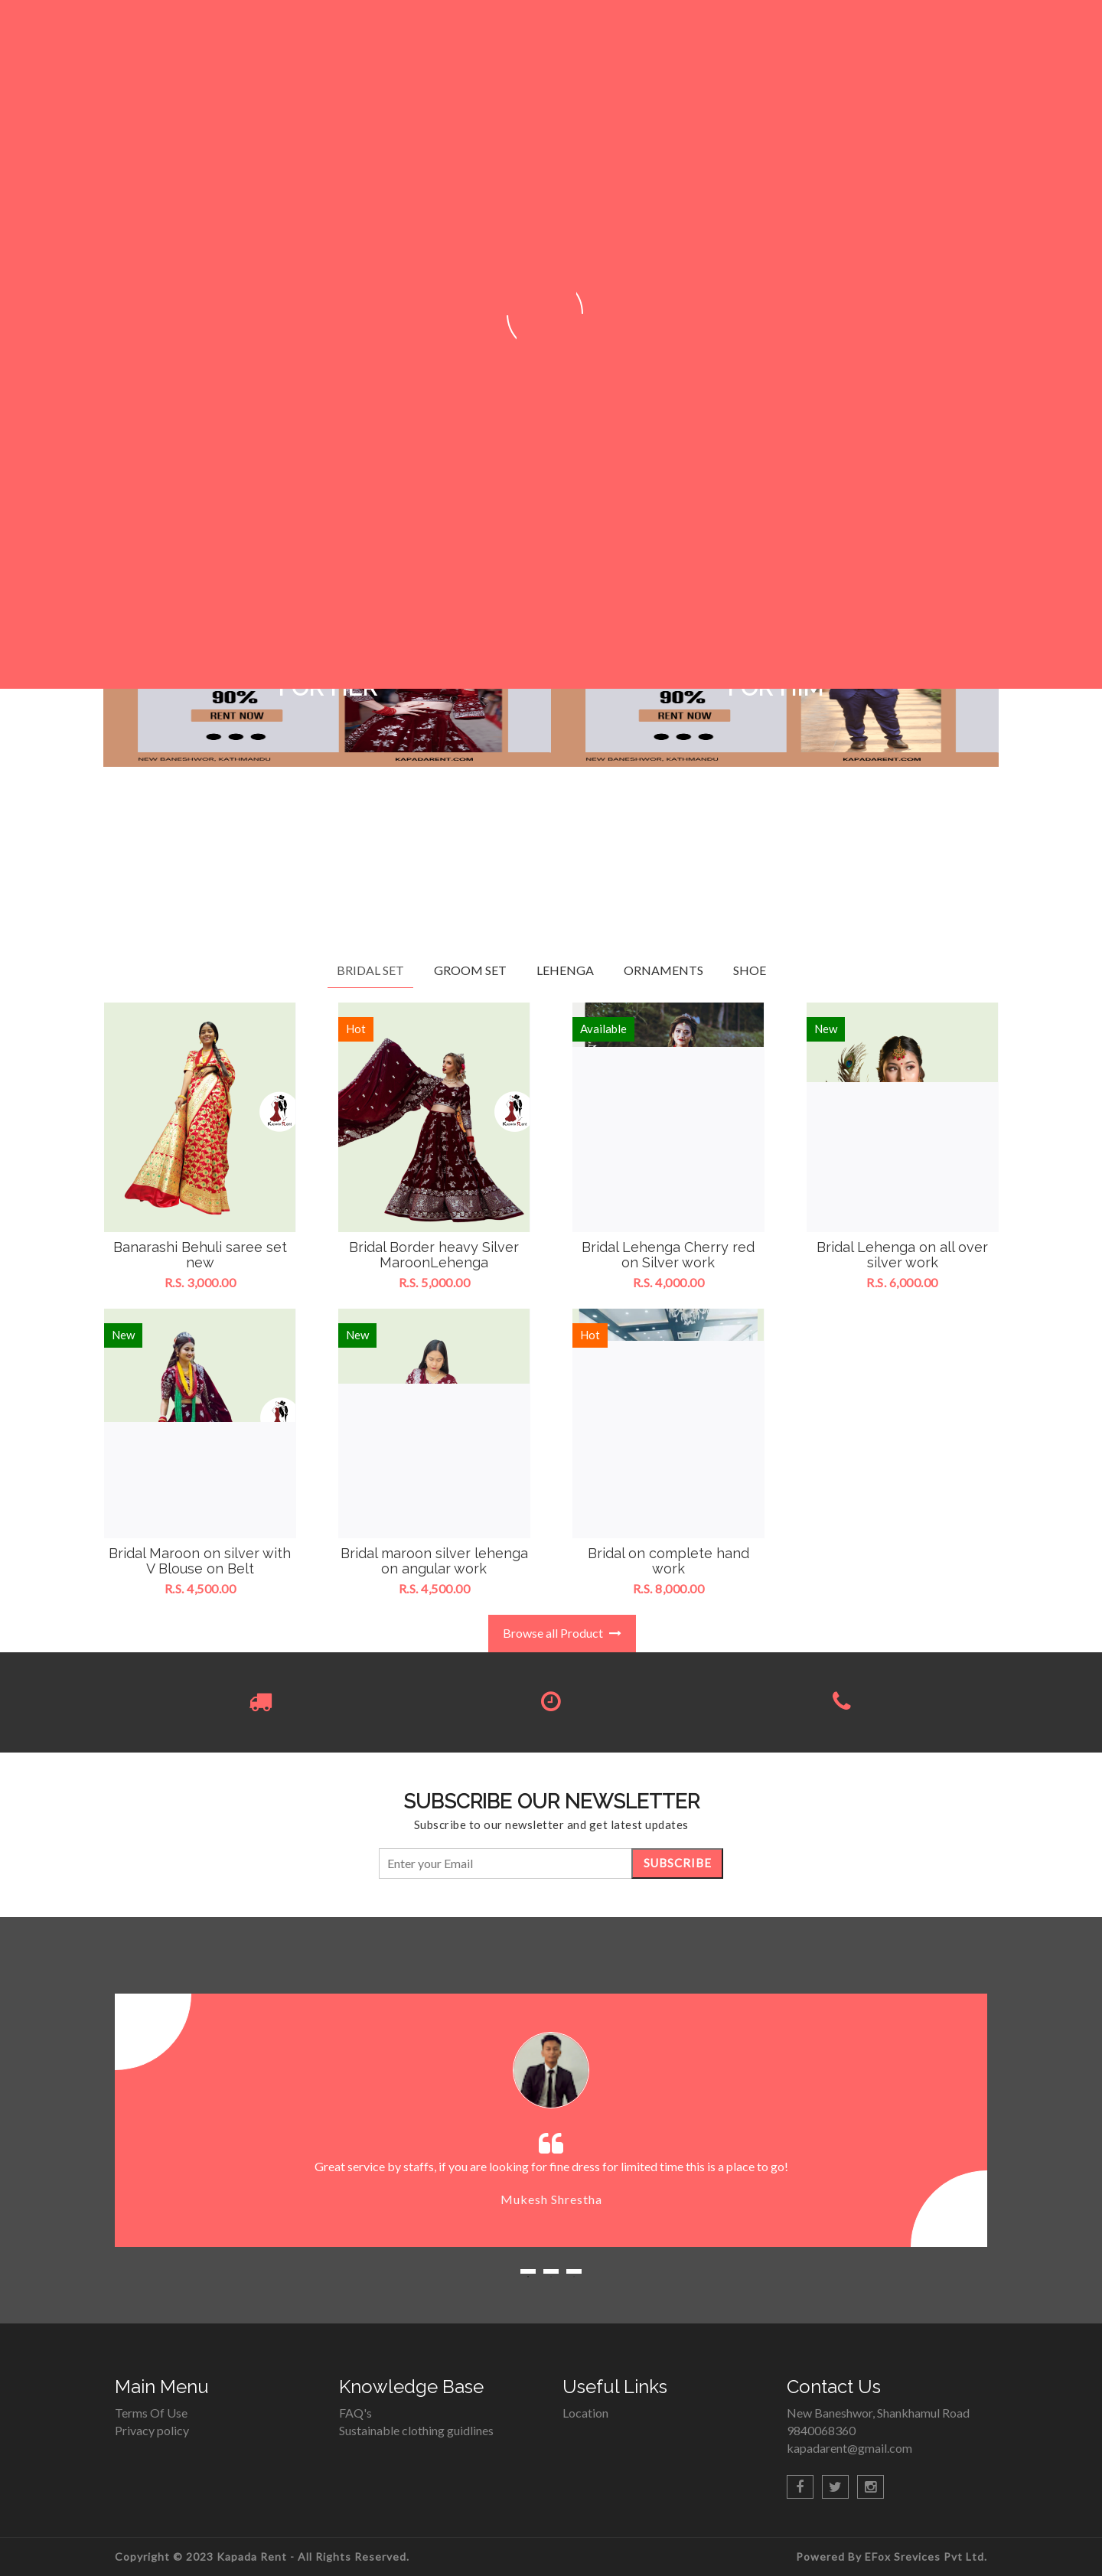 FOR HER
FOR HIM
90%
90%
RENT NOW
RENT NOW
NEW BANESHWOR, KATHMANDU
KAPADARENT.COM
NEW BANESHWOR, KATHMANDU
KAPADARENT.COM
BRIDAL SET
GROOM SET
LEHENGA
ORNAMENTS
SHOE
Hot
Available
New
Banarashi Behuli saree set
new
R.S. 3,000.00
Bridal Border heavy Silver
MaroonLehenga
R.S. 5,000.00
Bridal Lehenga Cherry red
on Silver work
R.S. 4,000.00
Bridal Lehenga on all over
silver work
R.S. 6,000.00
New
New
Hot
Bridal Maroon on silver with
V Blouse on Belt
R.S. 4,500.00
Bridal maroon silver lehenga
on angular work
R.S. 4,500.00
Bridal on complete hand
work
R.S. 8,000.00
Browse all Product
SUBSCRIBE OUR NEWSLETTER
Subscribe to our newsletter and get latest updates
Enter your Email
SUBSCRIBE
Great service by staffs, if you are looking for fine dress for limited time this is a place to go!
Mukesh Shrestha
Main Menu
Terms Of Use
Privacy policy
Knowledge Base
FAQ's
Sustainable clothing guidlines
Useful Links
Location
Contact Us
New Baneshwor, Shankhamul Road
9840068360
kapadarent@gmail.com
Copyright © 2023 Kapada Rent - All Rights Reserved.
Powered By EFox Srevices Pvt Ltd.